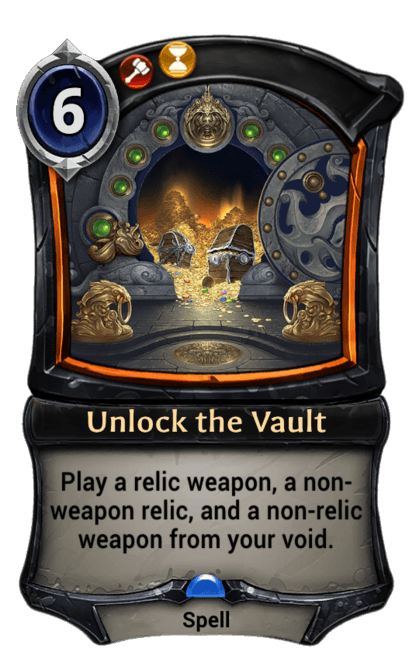 6
Unlock the Vault
Play a relic weapon, a non-
weapon relic, and a non-relic
weapon from your void.
Spell